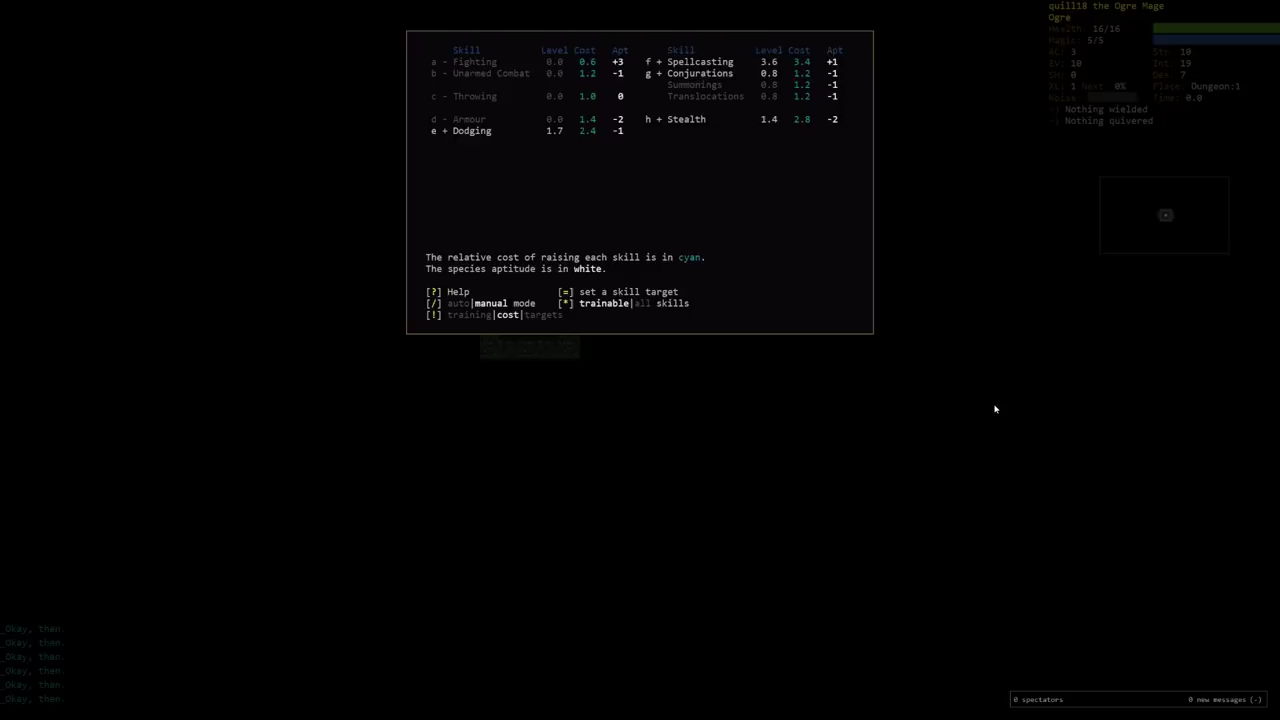 quill18 the Ogre Mage
Ogre
Health 16/16
Magic: 5/5
AC: 3 Str: 10
EV: 10 Int: 19
SH: 0 Dex: 7
XL: 1 Next 0% Place: Dungeon:1
Noise Time: 0.0
-) Nothing wielded
-) Nothing quivered
Skill Level Cost Apt Skill Level Cost Apt
a - Fighting 0.0 0.6 +3 f + Spellcasting 3.6 3.4 +1
b - Unarmed Combat 0.0 1.2 -1 g + Conjurations 0.8 1.2 -1
Summonings 0.8 1.2 -1
c - Throwing 0.0 1.0 0 Translocations 0.8 1.2 -1
d - Armour 0.0 1.4 -2 h + Stealth 1.4 2.8 -2
e + Dodging 1.7 2.4 -1
The relative cost of raising each skill is in cyan.
The species aptitude is in white.
[?] Help [=] set a skill target
[/] auto|manual mode [*] trainable|all skills
[!] training|cost|targets
_Okay, then.
_Okay, then.
_Okay, then.
_Okay, then.
_Okay, then.
_Okay, then.
0 spectators 0 new messages (-)